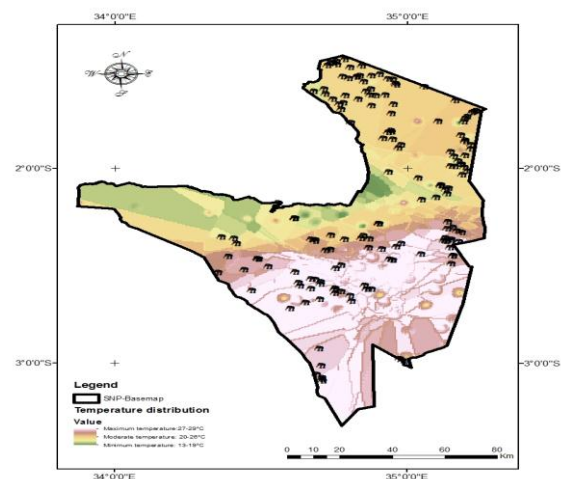 34°0'0"E 35°0'0"E
N
W E
S
2°0'0"S 2°0'0"S
3°0'0"S 3°0'0"S
Legend
SNP-Basemap
Temperature distribution
Value
Maximum temperature:27-28°C
Moderate temperature: 20-26°C
Minimum temperature: 13-19°C
0 5 10 20 40 60 80
Km
34°0'0"E 35°0'0"E